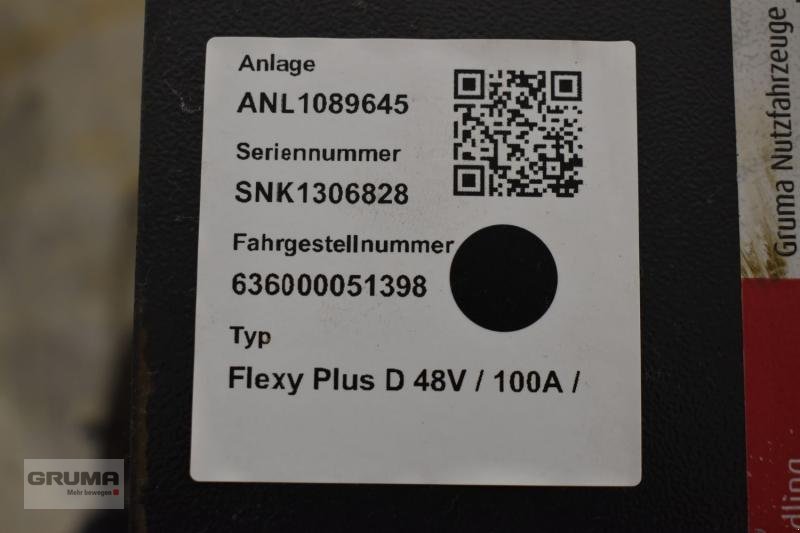 Anlage
ANL1089645
Seriennummer
SNK1306828
Fahrgestellnummer
636000051398
Typ
Flexy Plus D 48V / 100A /
Gruma Nutzfahrzeuge
GRUMA
Mehr bewegen